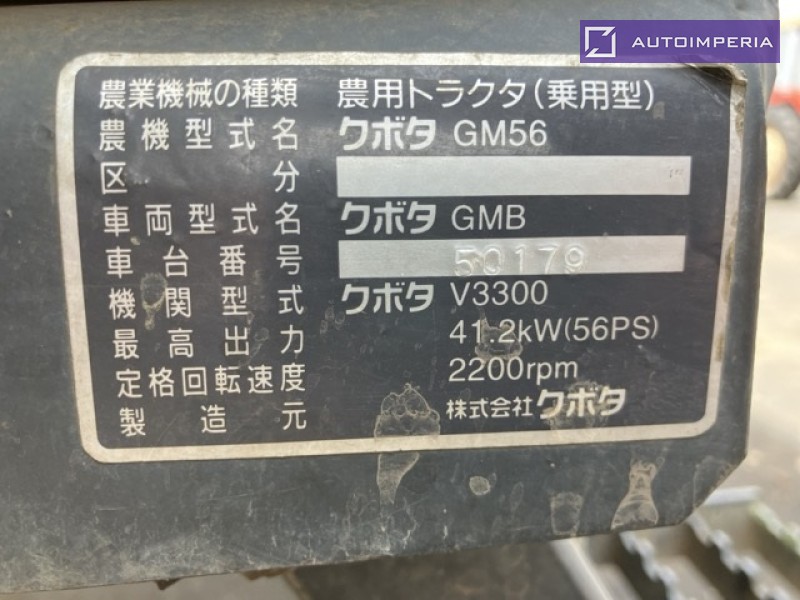 AUTOIMPERIA
農業機械の種類 農用トラクタ(乗用型)
農機型式名 クボタ GM56
区分
車両型式名 クボタ GMB
車台番号 50179
機関型式 クボタ V3300
最高出力 41.2kW(56PS)
定格回転速度 2200rpm
製造元 株式会社クボタ